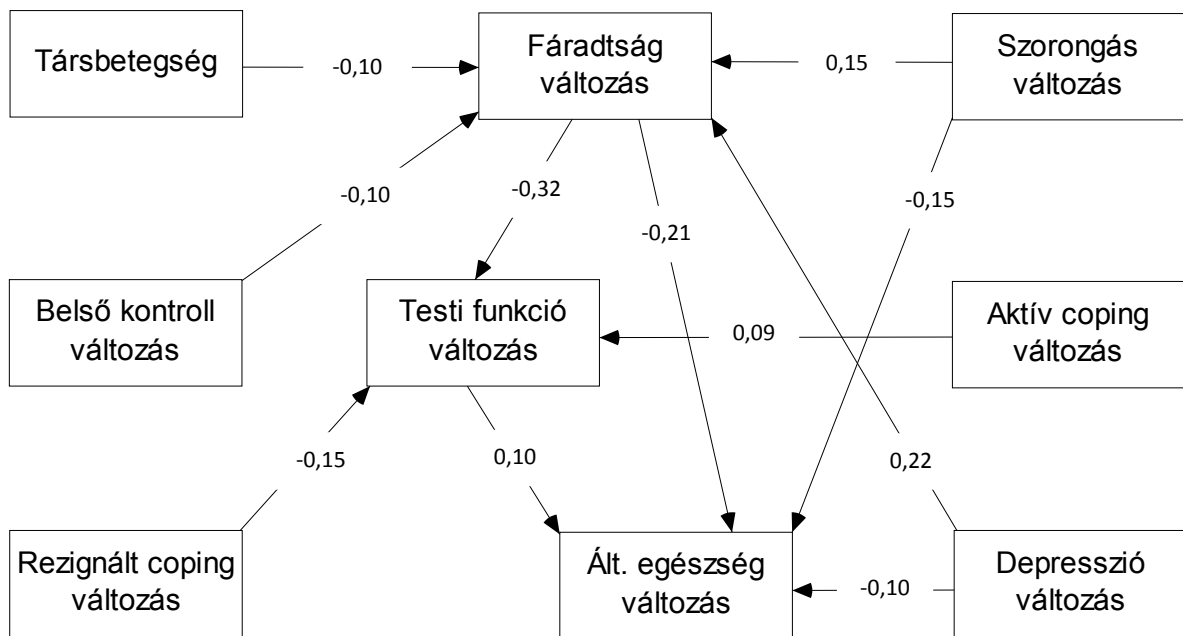 Társbetegség
-0,10
Fáradtság
változás
0,15
Szorongás
változás
-0,10
-0,32
-0,21
-0,15
Belső kontroll
változás
Testi funkció
változás
0,09
Aktív coping
változás
-0,15
0,10
0,22
Rezignált coping
változás
Ált. egészség
változás
-0,10
Depresszió
változás